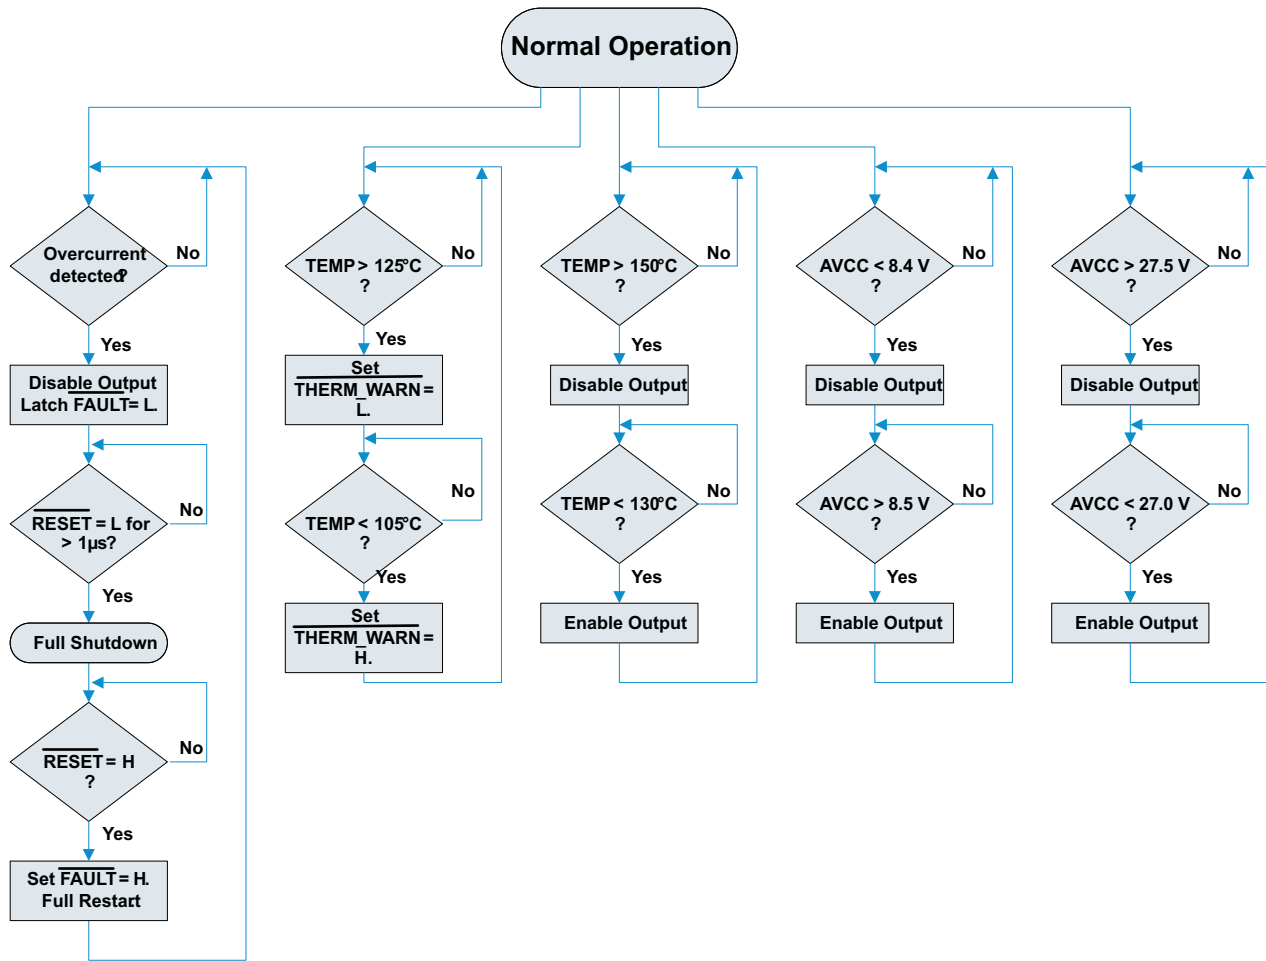 Normal Operation
Overcurrent
detected?
No
Yes
Disable Output
Latch FAULT = L.
RESET = L for
> 1µs?
No
Yes
Full Shutdown
RESET = H
?
No
Yes
Set FAULT = H.
Full Restart
TEMP > 125°C
?
No
Yes
Set
THERM_WARN =
L.
TEMP < 105°C
?
No
Yes
Set
THERM_WARN =
H.
TEMP > 150°C
?
No
Yes
Disable Output
TEMP < 130°C
?
No
Yes
Enable Output
AVCC < 8.4 V
?
No
Yes
Disable Output
AVCC > 8.5 V
?
No
Yes
Enable Output
AVCC > 27.5 V
?
No
Yes
Disable Output
AVCC < 27.0 V
?
No
Yes
Enable Output